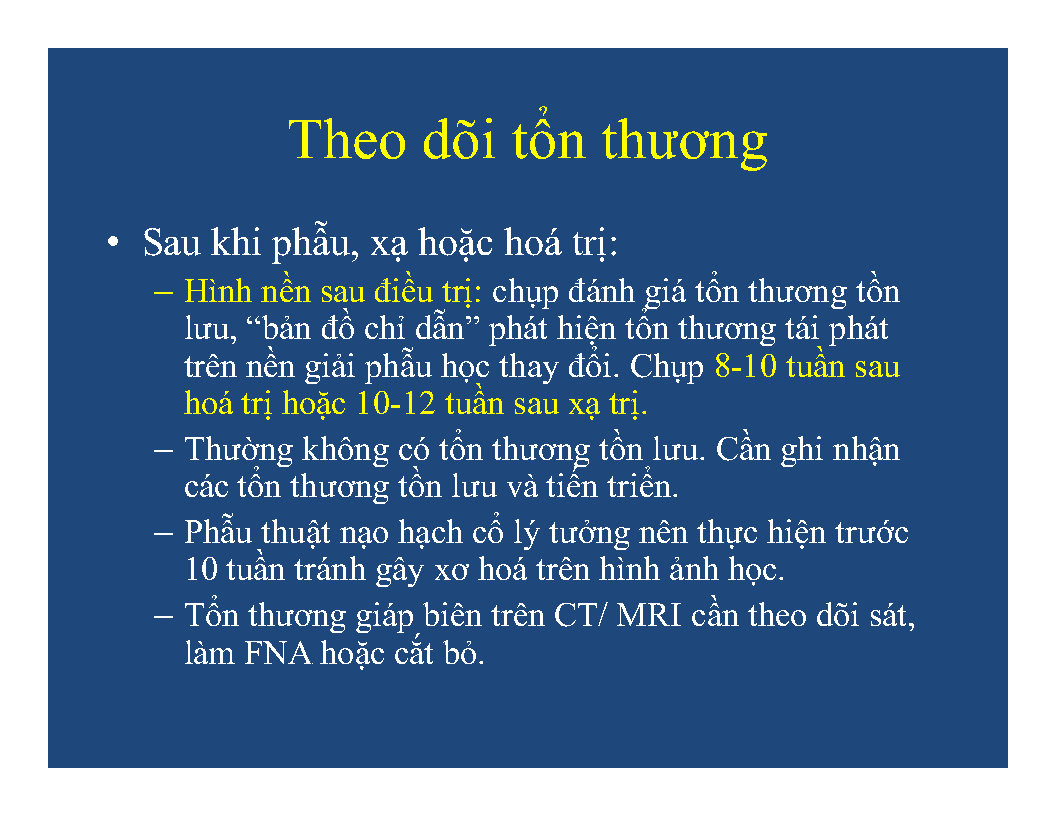 Theo dõi tổn thương
• Sau khi phẫu, xạ hoặc hoá trị:
– Hình nền sau điều trị: chụp đánh giá tổn thương tồn
lưu, “bản đồ chỉ dẫn” phát hiện tổn thương tái phát
trên nền giải phẫu học thay đổi. Chụp 8-10 tuần sau
hoá trị hoặc 10-12 tuần sau xạ trị.
– Thường không có tổn thương tồn lưu. Cần ghi nhận
các tổn thương tồn lưu và tiến triển.
– Phẫu thuật nạo hạch cổ lý tưởng nên thực hiện trước
10 tuần tránh gây xơ hoá trên hình ảnh học.
– Tổn thương giáp biên trên CT/ MRI cần theo dõi sát,
làm FNA hoặc cắt bỏ.